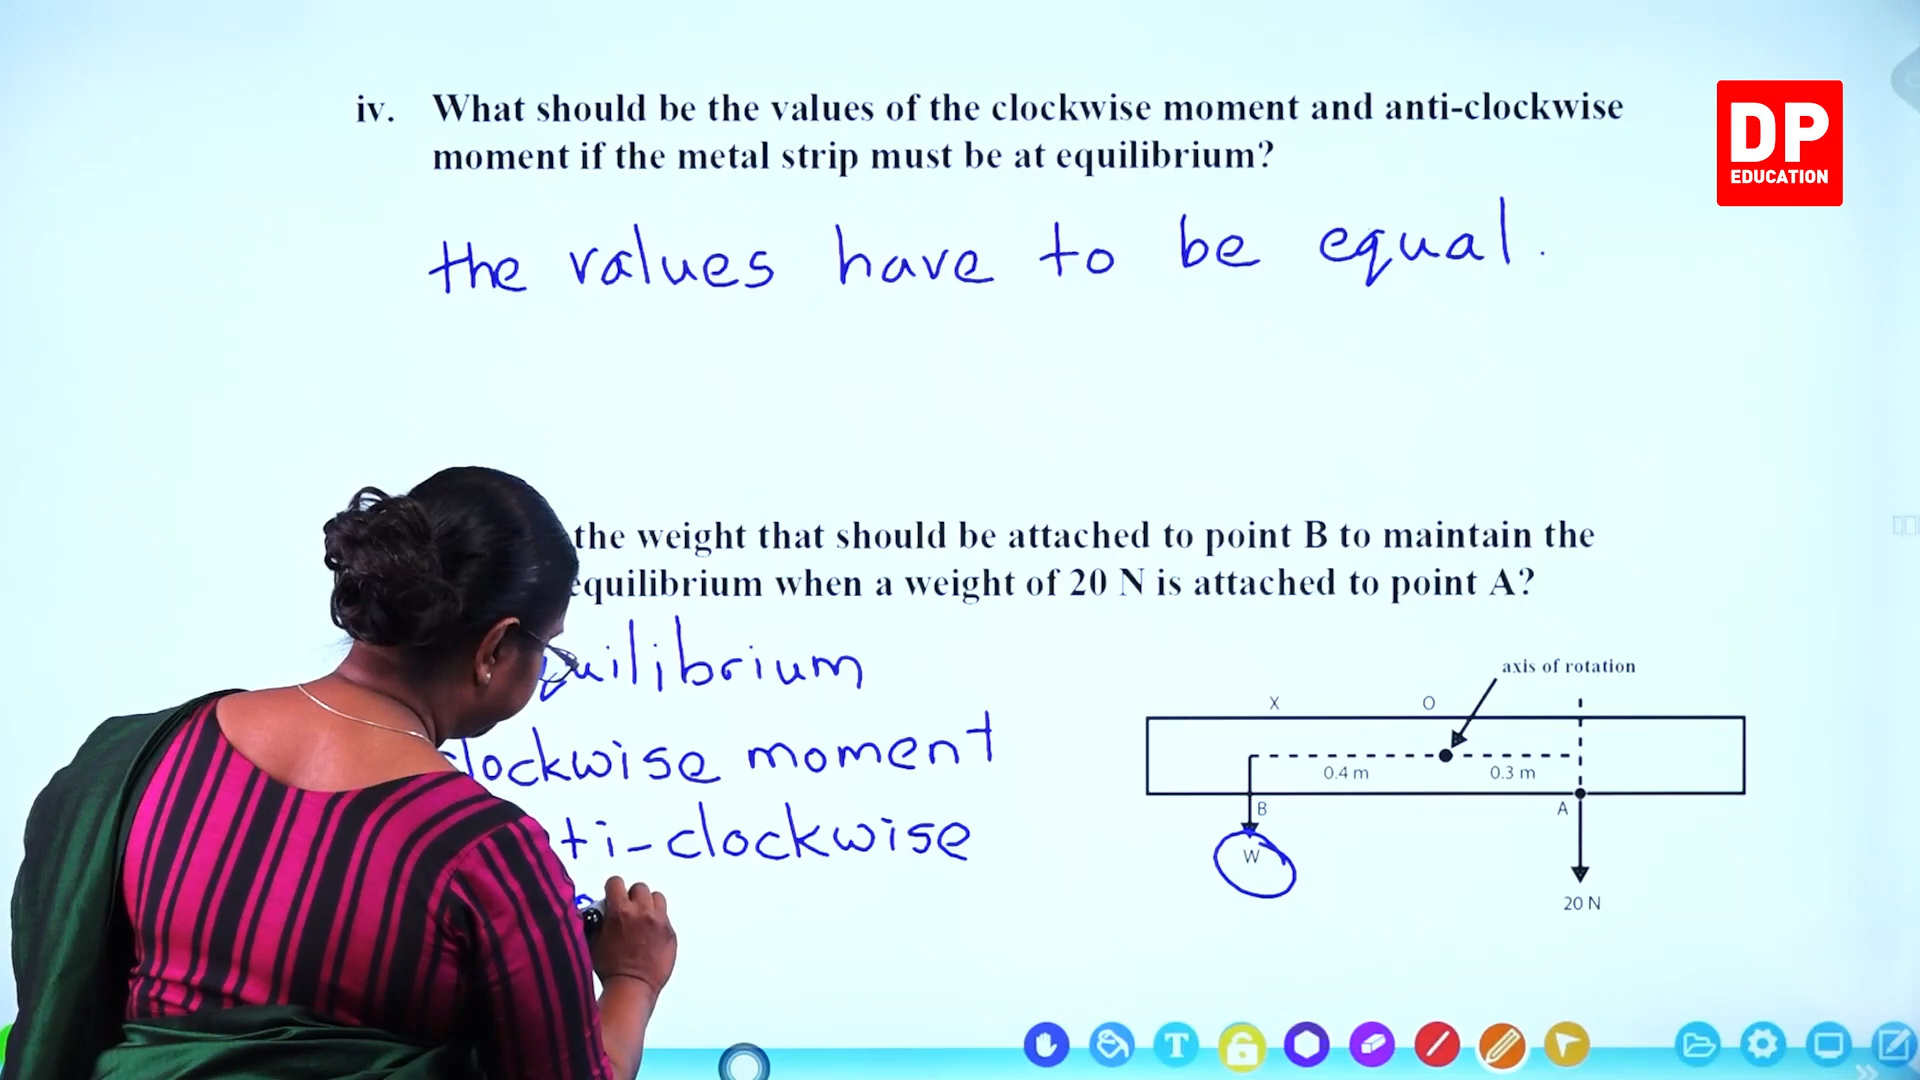 iv. What should be the values of the clockwise moment and anti-clockwise
moment if the metal strip must be at equilibrium?
DP
EDUCATION
the values have to be equal.
the weight that should be attached to point B to maintain the
equilibrium when a weight of 20 N is attached to point A?
uilibrium
lockwise moment
ti-clockwise
axis of rotation
X O
0.4 m 0.3 m
B A
W
20 N
T